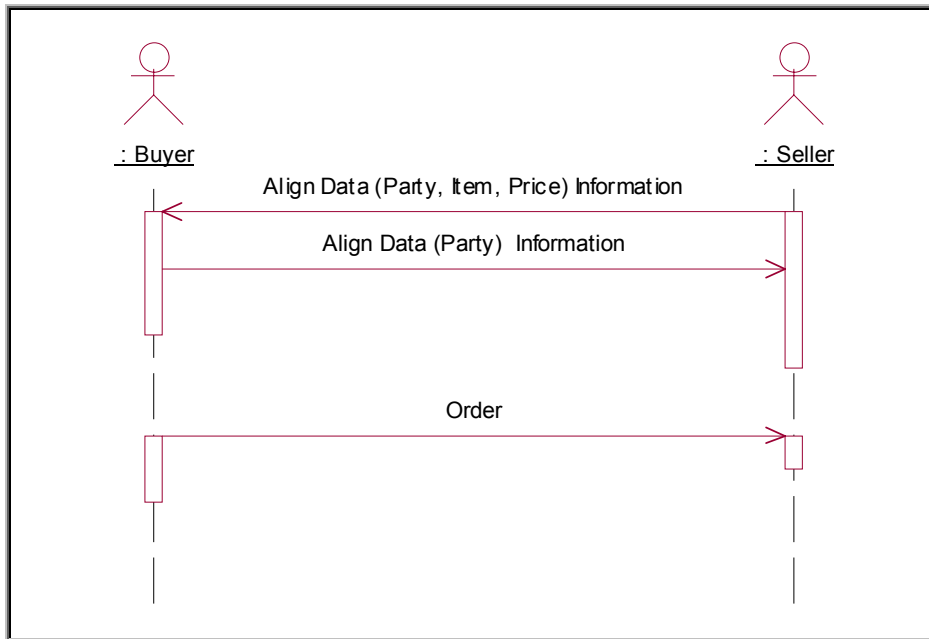 : Buyer
: Seller
Align Data (Party, Item, Price) Information
Align Data (Party) Information
Order